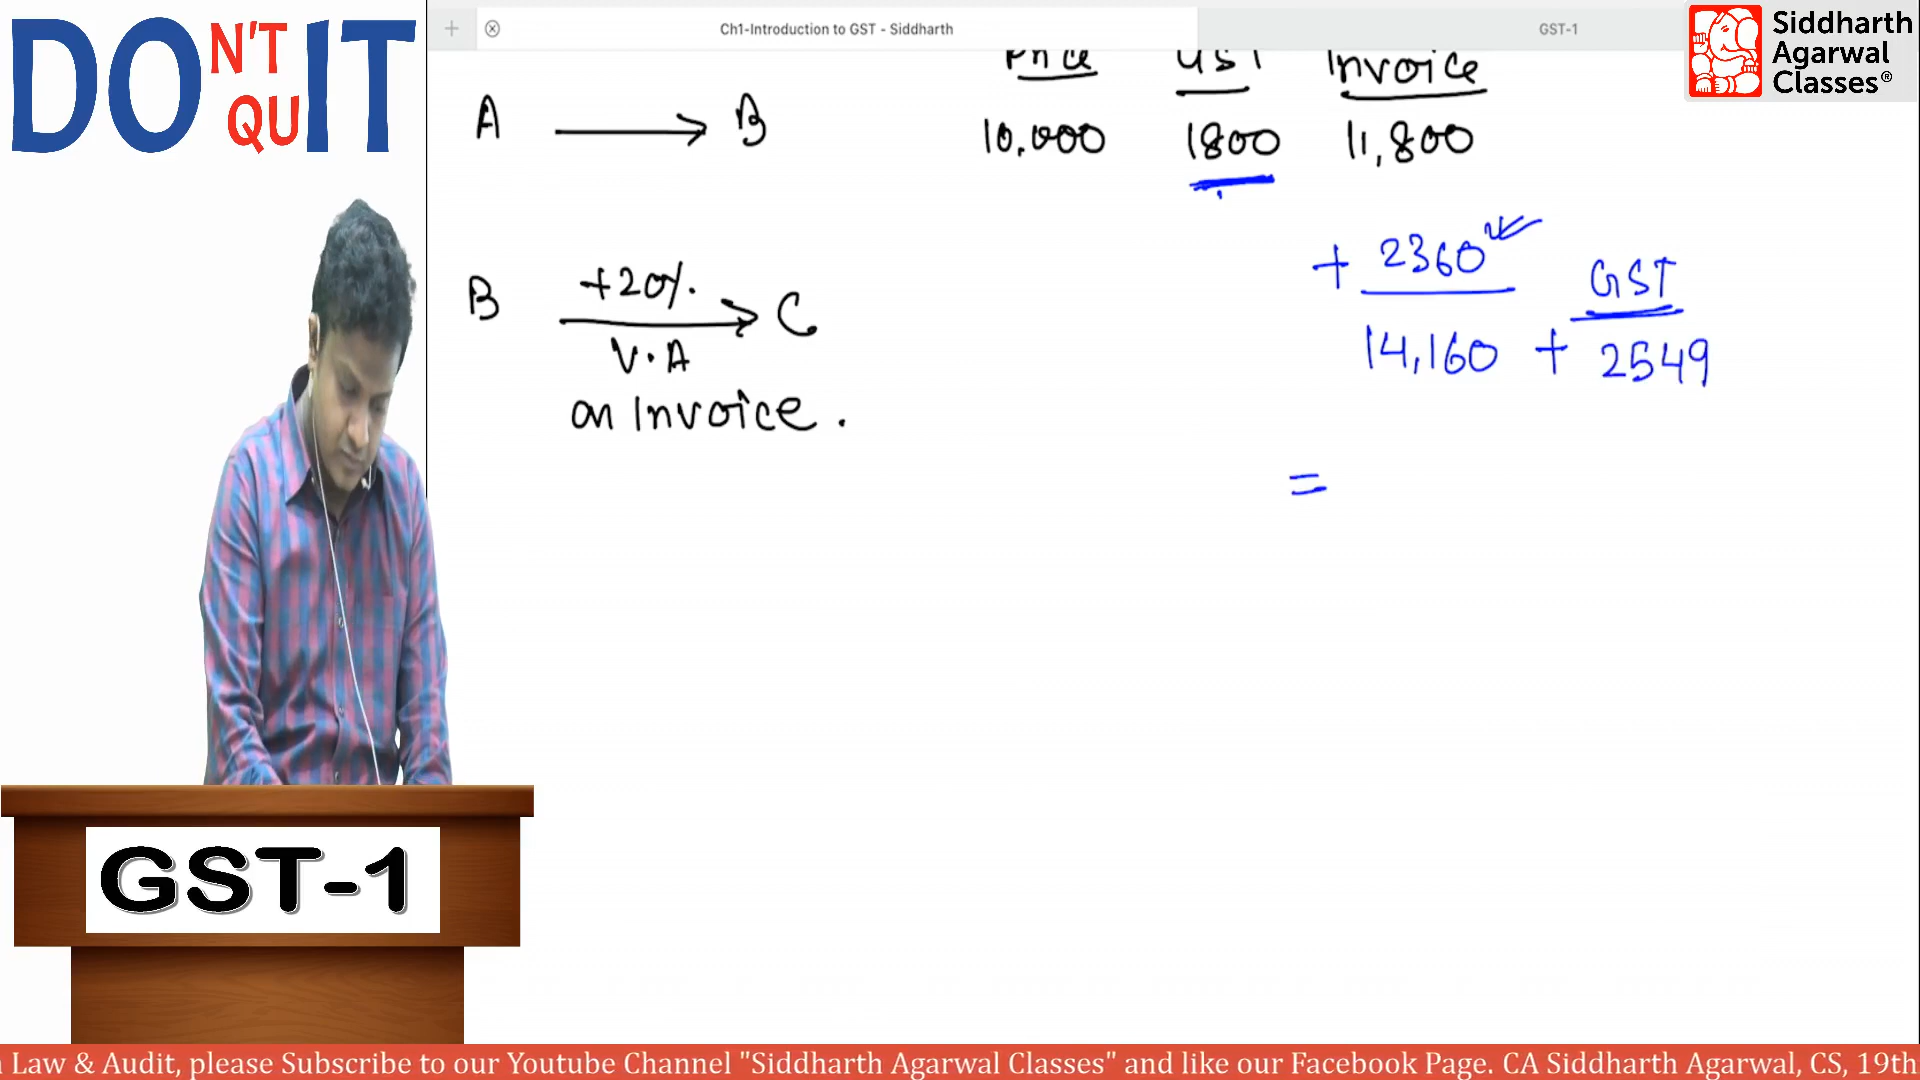 DON'T QUIT
Ch1-Introduction to GST - Siddharth
GST-1
Siddharth
Agarwal
Classes®
Price GST Invoice
A → B 10,000 1800 11,800
+ 2360
B +20% → C GST
V.A 14,160 + 2549
on Invoice.
=
GST-1
Law & Audit, please Subscribe to our Youtube Channel "Siddharth Agarwal Classes" and like our Facebook Page. CA Siddharth Agarwal, CS, 19th